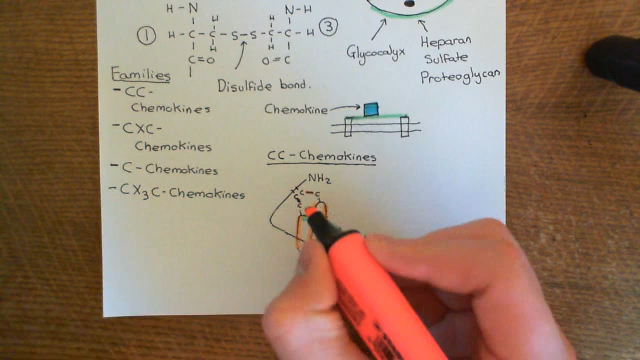 H - N
H
N - H
①
H - C - C - S - S - C - C - H
③
H
H
C = O
O = C
Disulfide bond.
Glycocalyx
Heparan
Sulfate
Proteoglycan
Families
- CC-
Chemokines
- CXC-
Chemokines
- C - Chemokines
- CX3C - Chemokines
Chemokine
CC - Chemokines
NH2
C - C